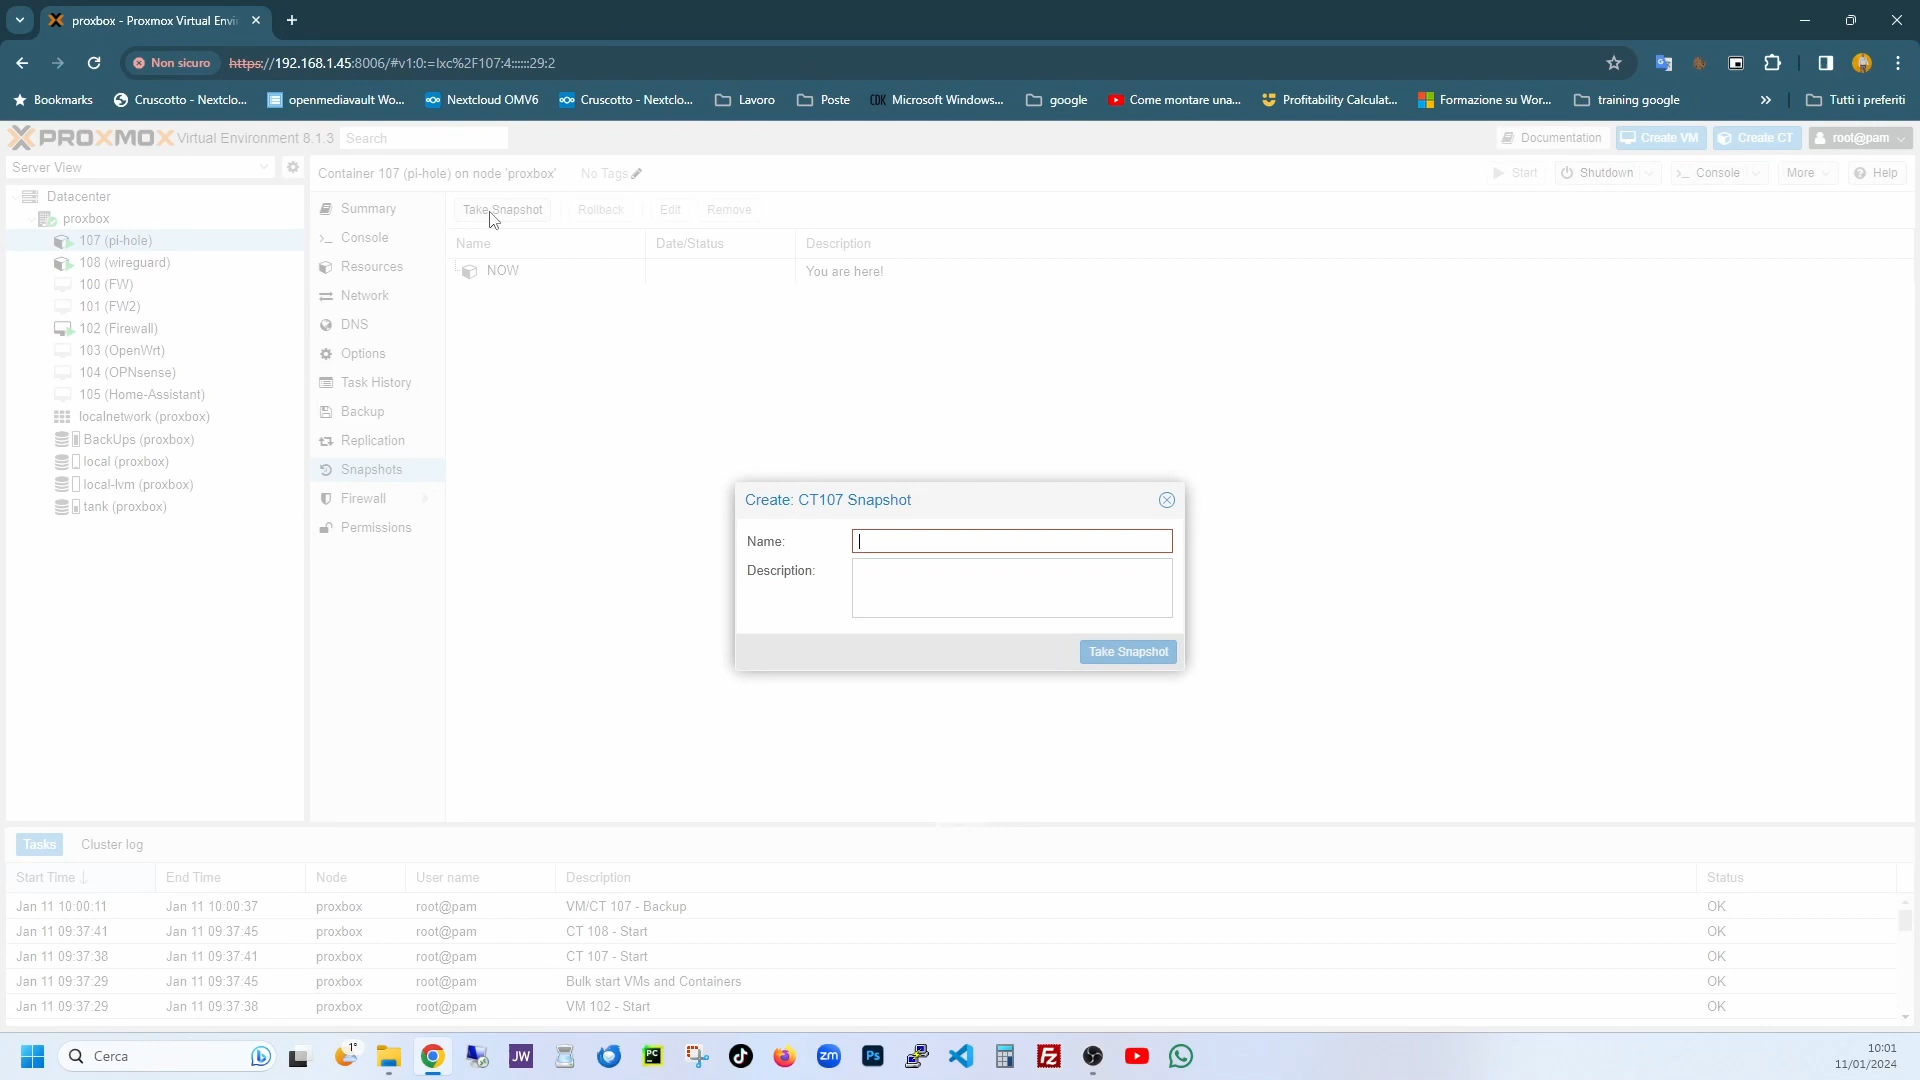 proxbox - Proxmox Virtual Envi
Non sicuro https://192.168.1.45:8006/#v1:0:=lxc%2F107:4::::::29:2
Bookmarks Cruscotto - Nextclo... openmediavault Wo... Nextcloud OMV6 Cruscotto - Nextclo... Lavoro Poste CDK Microsoft Windows... google Come montare una... Profitability Calculat... Formazione su Wor... training google » Tutti i preferiti
PROXMOX Virtual Environment 8.1.3 Search Documentation Create VM Create CT root@pam
Server View
Container 107 (pi-hole) on node 'proxbox' No Tags Start Shutdown Console More Help
Datacenter
proxbox
107 (pi-hole)
108 (wireguard)
100 (FW)
101 (FW2)
102 (Firewall)
103 (OpenWrt)
104 (OPNsense)
105 (Home-Assistant)
localnetwork (proxbox)
BackUps (proxbox)
local (proxbox)
local-lvm (proxbox)
tank (proxbox)
Summary
Console
Resources
Network
DNS
Options
Task History
Backup
Replication
Snapshots
Firewall
Permissions
Take Snapshot Rollback Edit Remove
Name Date/Status Description
NOW You are here!
Create: CT107 Snapshot
Name:
Description:
Take Snapshot
Tasks Cluster log
Start Time End Time Node User name Description Status
Jan 11 10:00:11 Jan 11 10:00:37 proxbox root@pam VM/CT 107 - Backup OK
Jan 11 09:37:41 Jan 11 09:37:45 proxbox root@pam CT 108 - Start OK
Jan 11 09:37:38 Jan 11 09:37:41 proxbox root@pam CT 107 - Start OK
Jan 11 09:37:29 Jan 11 09:37:45 proxbox root@pam Bulk start VMs and Containers OK
Jan 11 09:37:29 Jan 11 09:37:38 proxbox root@pam VM 102 - Start OK
Cerca 1° JW PC zm Ps FZ
10:01
11/01/2024